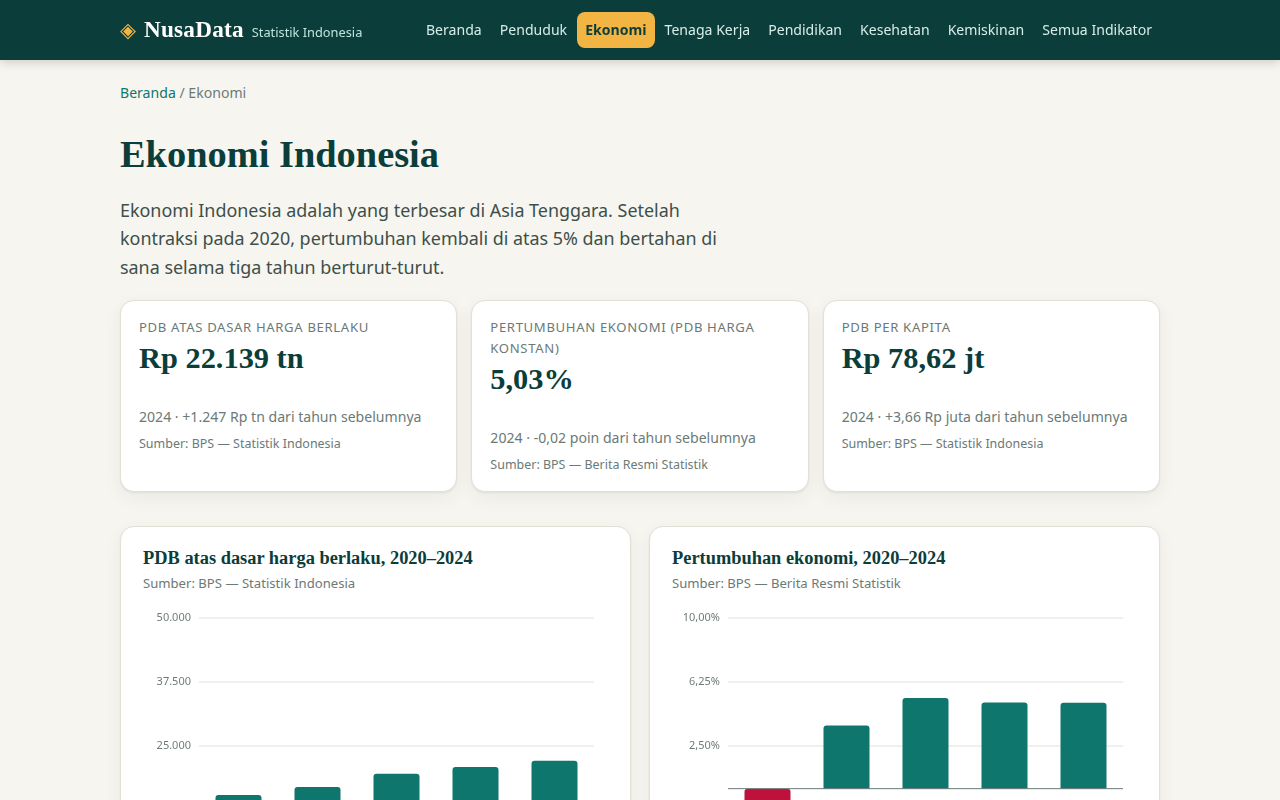 ◈ NusaData Statistik Indonesia Beranda Penduduk Ekonomi Tenaga Kerja Pendidikan Kesehatan Kemiskinan Semua Indikator
Beranda / Ekonomi
Ekonomi Indonesia
Ekonomi Indonesia adalah yang terbesar di Asia Tenggara. Setelah
kontraksi pada 2020, pertumbuhan kembali di atas 5% dan bertahan di
sana selama tiga tahun berturut-turut.
PDB ATAS DASAR HARGA BERLAKU
Rp 22.139 tn
2024 · +1.247 Rp tn dari tahun sebelumnya
Sumber: BPS — Statistik Indonesia
PERTUMBUHAN EKONOMI (PDB HARGA
KONSTAN)
5,03%
2024 · -0,02 poin dari tahun sebelumnya
Sumber: BPS — Berita Resmi Statistik
PDB PER KAPITA
Rp 78,62 jt
2024 · +3,66 Rp juta dari tahun sebelumnya
Sumber: BPS — Statistik Indonesia
PDB atas dasar harga berlaku, 2020–2024
Sumber: BPS — Statistik Indonesia
50.000
37.500
25.000
Pertumbuhan ekonomi, 2020–2024
Sumber: BPS — Berita Resmi Statistik
10,00%
6,25%
2,50%